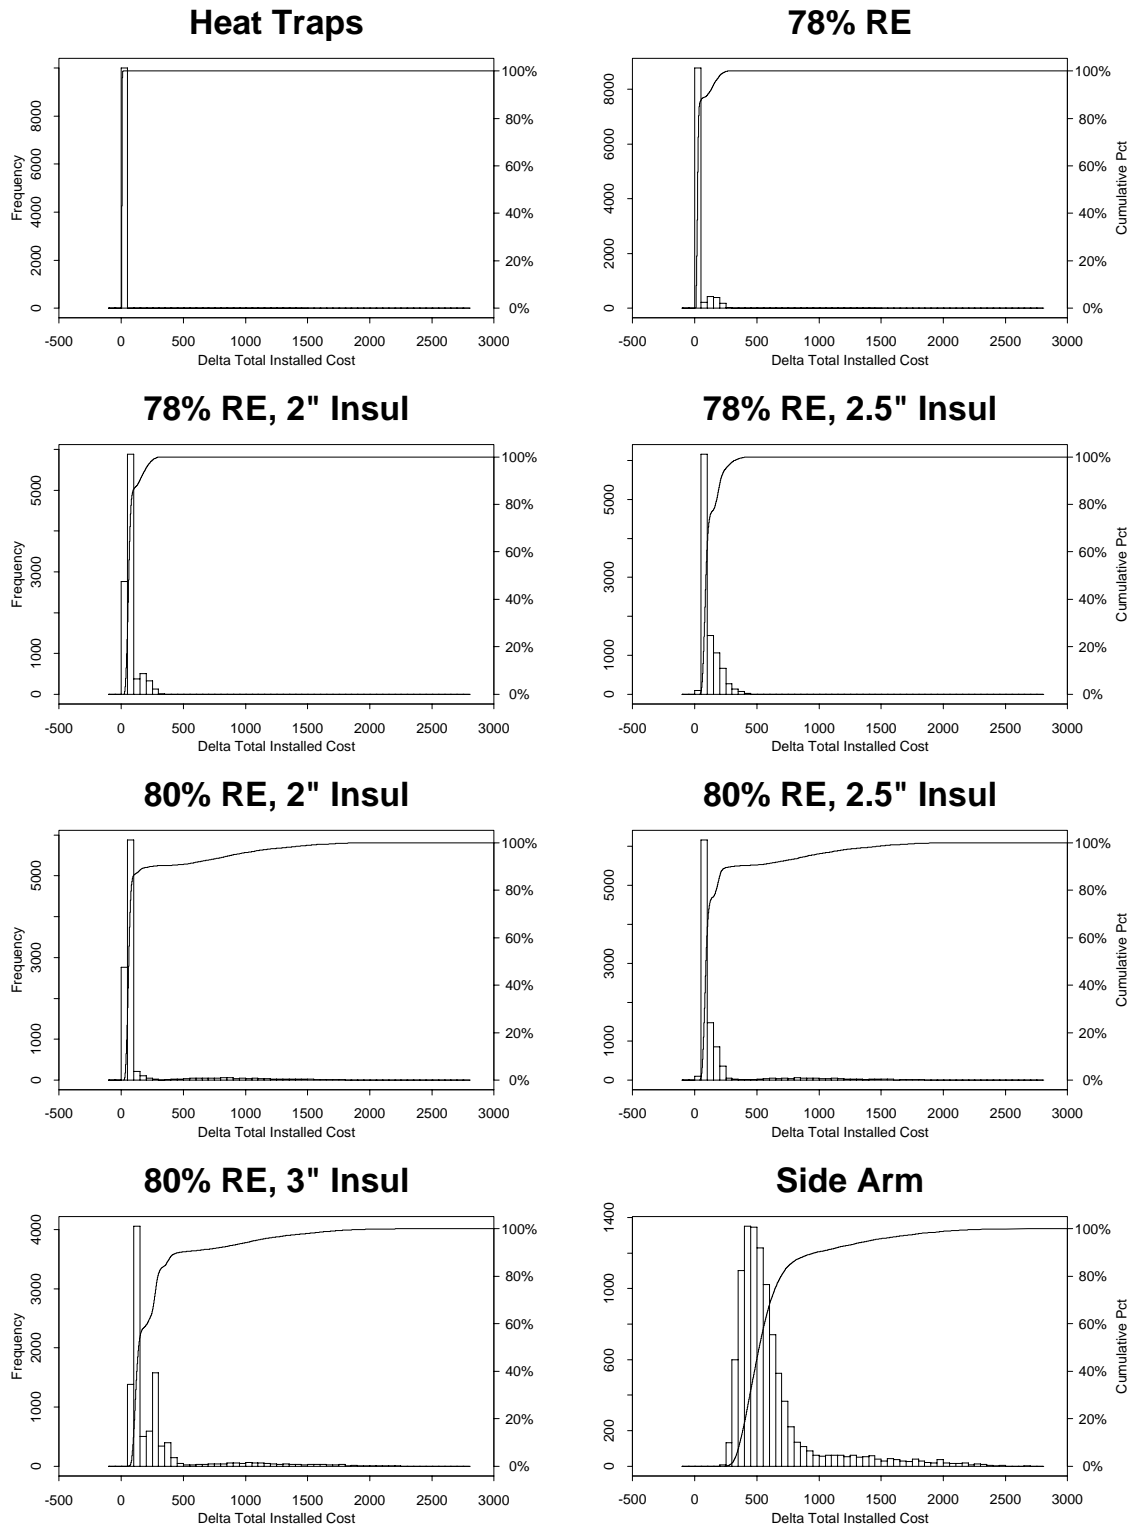 Heat Traps
Frequency
0 2000 4000 6000 8000
0% 20% 40% 60% 80% 100%
-500 0 500 1000 1500 2000 2500 3000
Delta Total Installed Cost
78% RE
0 2000 4000 6000 8000
0% 20% 40% 60% 80% 100%
Cumulative Pct
-500 0 500 1000 1500 2000 2500 3000
Delta Total Installed Cost
78% RE, 2" Insul
Frequency
0 1000 3000 5000
0% 20% 40% 60% 80% 100%
-500 0 500 1000 1500 2000 2500 3000
Delta Total Installed Cost
78% RE, 2.5" Insul
0 1000 3000 5000
0% 20% 40% 60% 80% 100%
Cumulative Pct
-500 0 500 1000 1500 2000 2500 3000
Delta Total Installed Cost
80% RE, 2" Insul
Frequency
0 1000 3000 5000
0% 20% 40% 60% 80% 100%
-500 0 500 1000 1500 2000 2500 3000
Delta Total Installed Cost
80% RE, 2.5" Insul
0 1000 3000 5000
0% 20% 40% 60% 80% 100%
Cumulative Pct
-500 0 500 1000 1500 2000 2500 3000
Delta Total Installed Cost
80% RE, 3" Insul
Frequency
0 1000 2000 3000 4000
0% 20% 40% 60% 80% 100%
-500 0 500 1000 1500 2000 2500 3000
Delta Total Installed Cost
Side Arm
0 200 600 1000 1400
0% 20% 40% 60% 80% 100%
Cumulative Pct
-500 0 500 1000 1500 2000 2500 3000
Delta Total Installed Cost